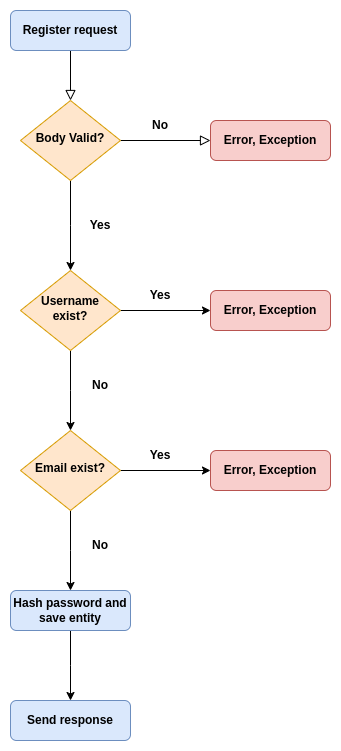 Register request
Body Valid?
No
Error, Exception
Yes
Username
exist?
Yes
Error, Exception
No
Email exist?
Yes
Error, Exception
No
Hash password and
save entity
Send response